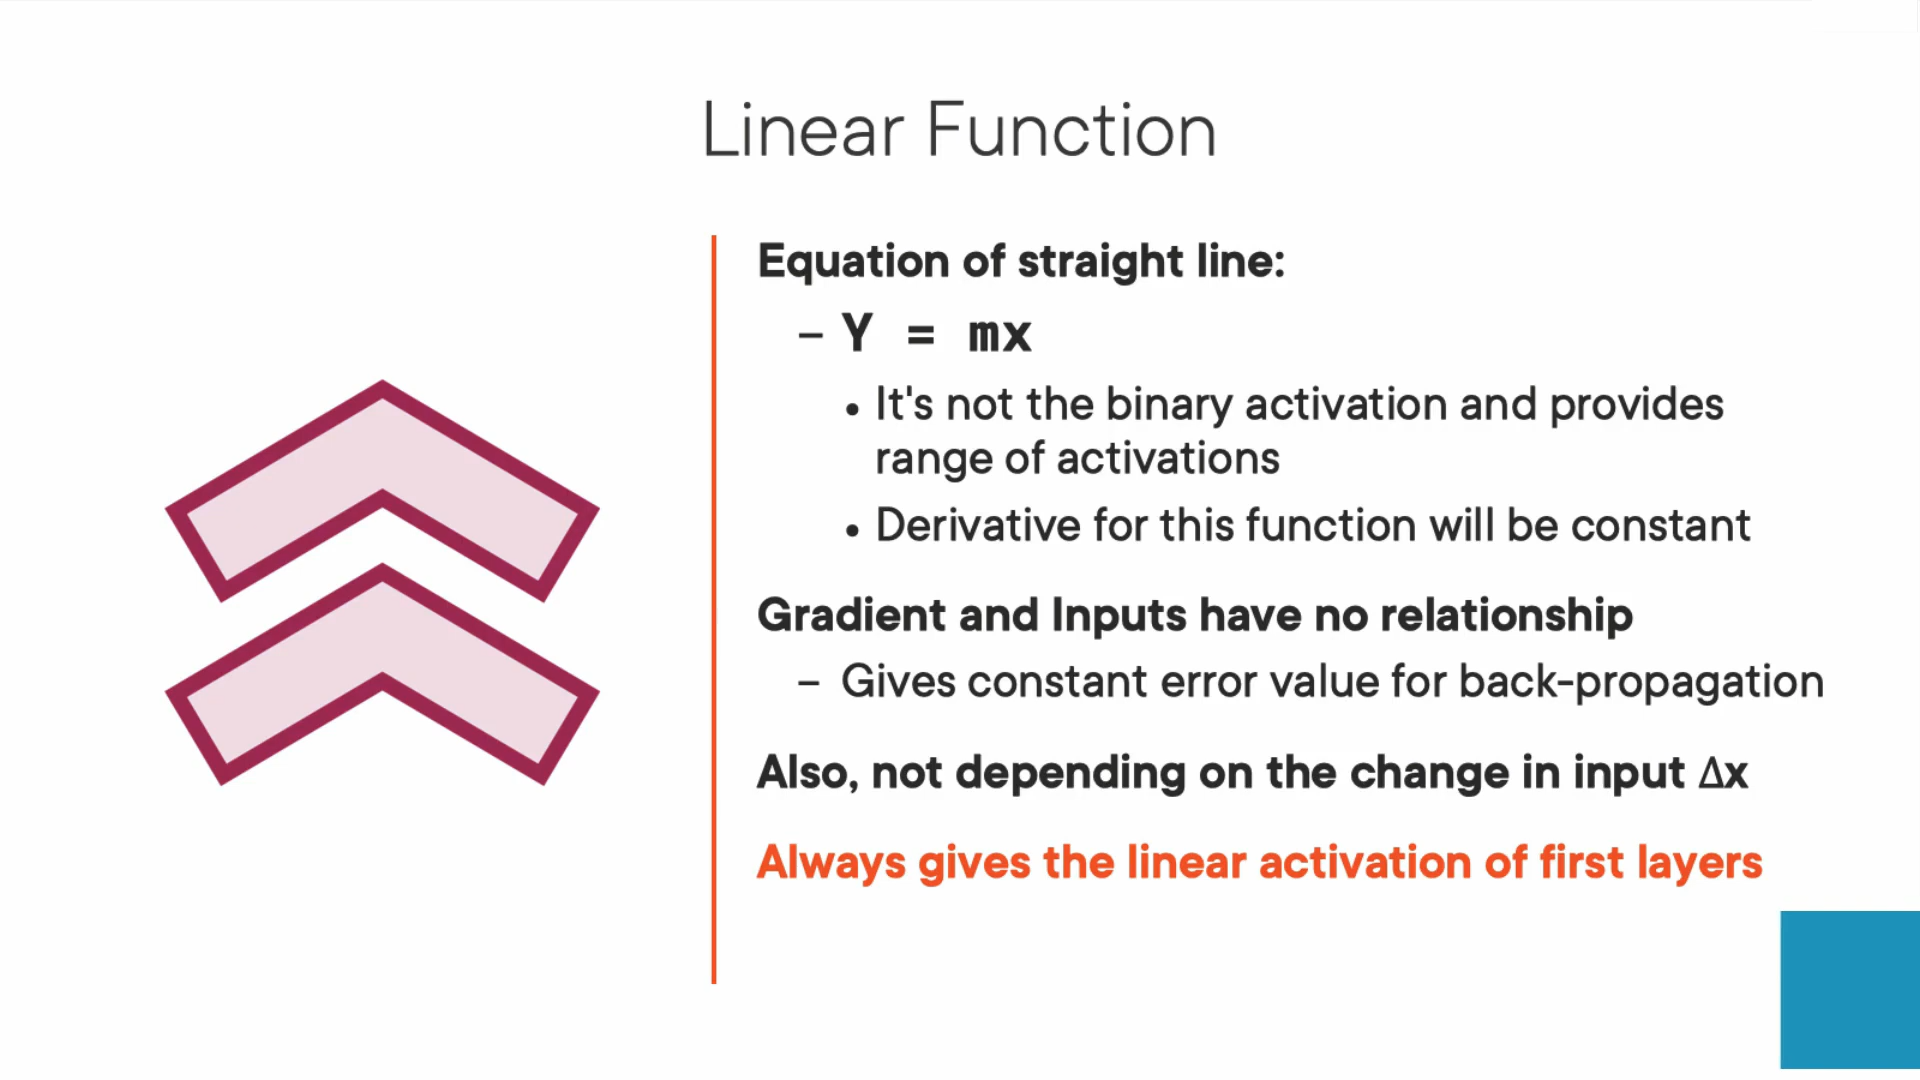 Linear Function
Equation of straight line:
– Y = mx
• It's not the binary activation and provides
range of activations
• Derivative for this function will be constant
Gradient and Inputs have no relationship
– Gives constant error value for back-propagation
Also, not depending on the change in input Δx
Always gives the linear activation of first layers